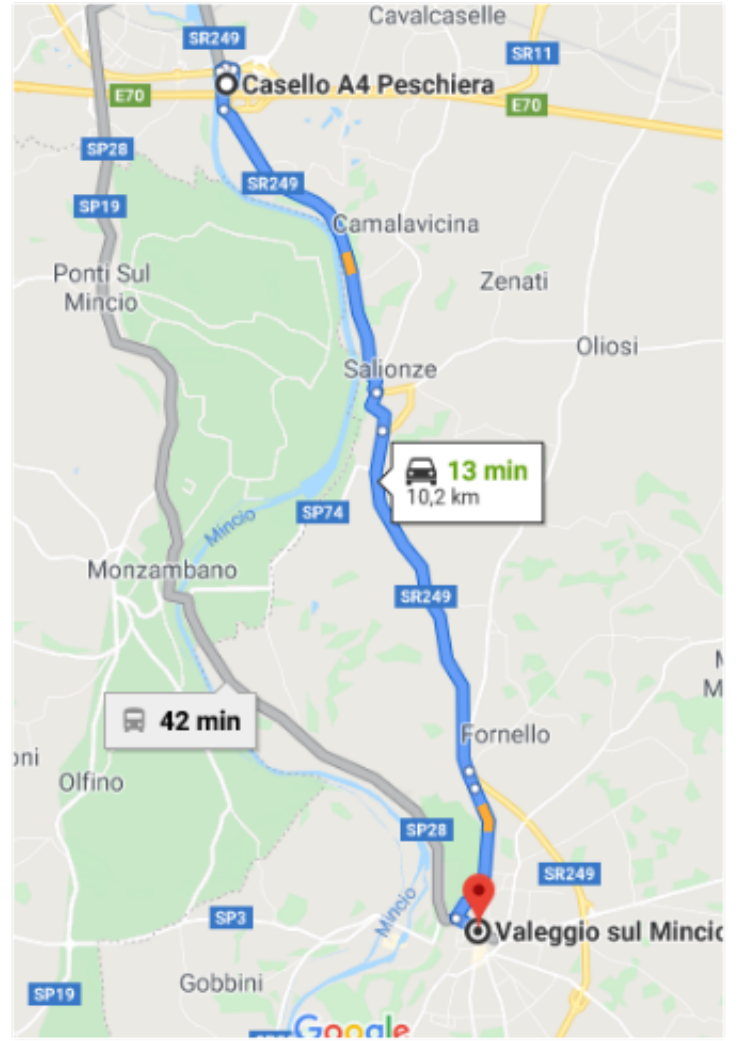 Cavalcaselle
SR249
SR11
Casello A4 Peschiera
E70
E70
SP28
SR249
SP19
Camalavicina
Ponti Sul
Mincio
Zenati
Oliosi
Salionze
13 min
10,2 km
Mincio
SP74
Monzambano
SR249
42 min
Fornello
Olfino
SP28
SR249
SP3
Mincio
Valeggio sul Mincio
Gobbini
SP19
Google